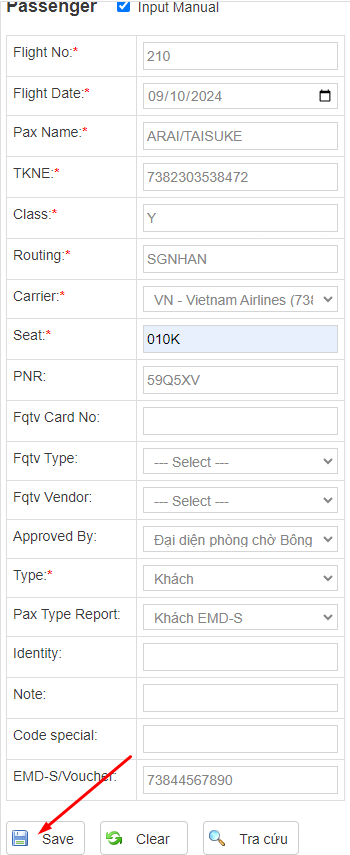 Passenger Input Manual
Flight No:* 210
Flight Date:* 09/10/2024
Pax Name:* ARAI/TAISUKE
TKNE:* 7382303538472
Class:* Y
Routing:* SGNHAN
Carrier:* VN - Vietnam Airlines (738
Seat:* 010K
PNR: 59Q5XV
Fqtv Card No:
Fqtv Type: --- Select ---
Fqtv Vendor: --- Select ---
Approved By: Đại diện phòng chờ Bông
Type:* Khách
Pax Type Report: Khách EMD-S
Identity:
Note:
Code special:
EMD-S/Voucher: 73844567890
Save Clear Tra cứu